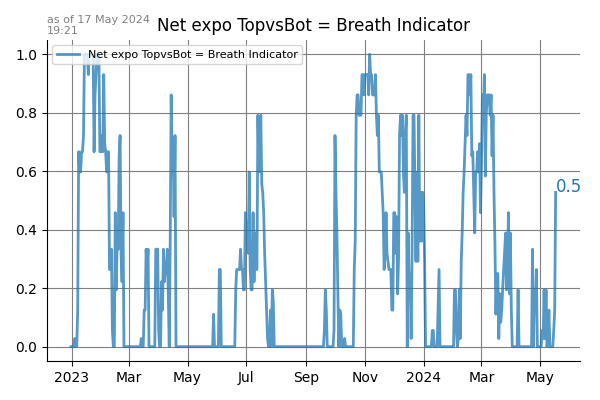 as of 17 May 2024
19:21
Net expo TopvsBot = Breath Indicator
Net expo TopvsBot = Breath Indicator
1.0
0.8
0.6
0.4
0.2
0.0
0.5
2023 Mar May Jul Sep Nov 2024 Mar May